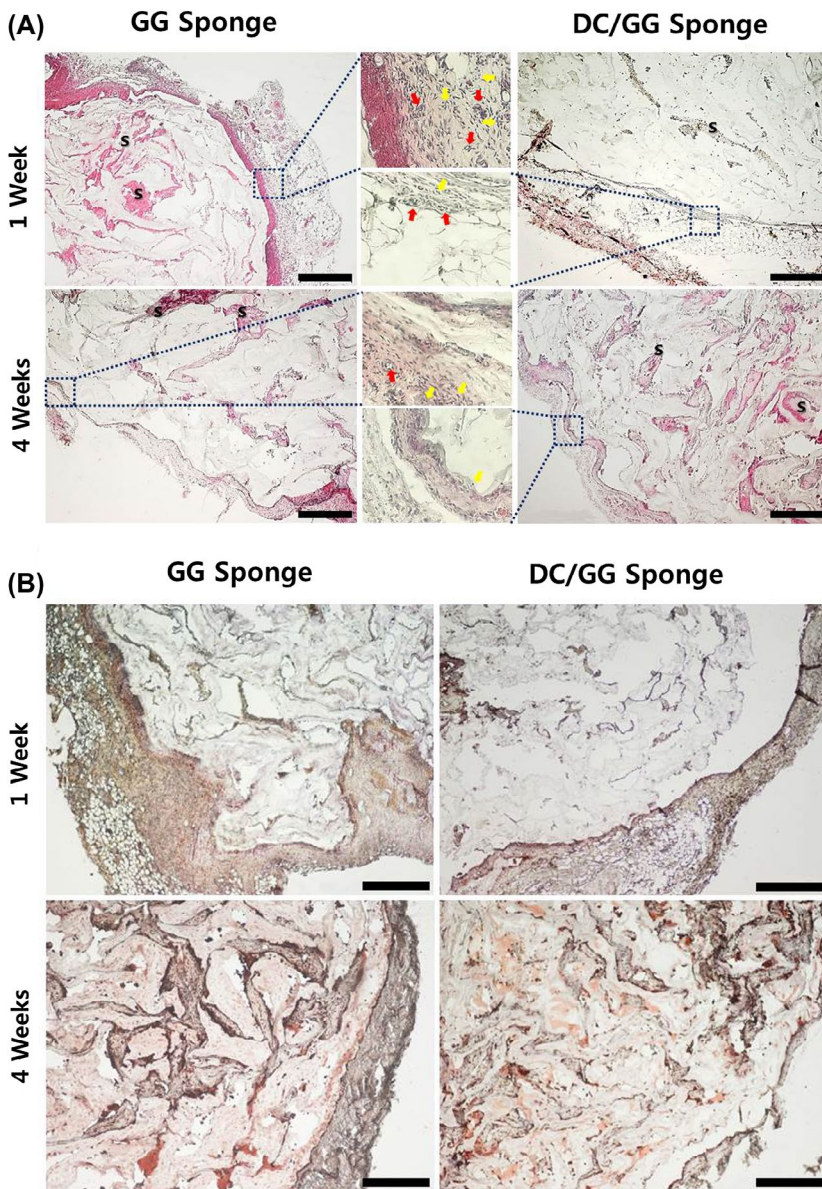 (A)
GG Sponge
DC/GG Sponge
1 Week
S
S
S
4 Weeks
S
S
S
S
(B)
GG Sponge
DC/GG Sponge
1 Week
4 Weeks